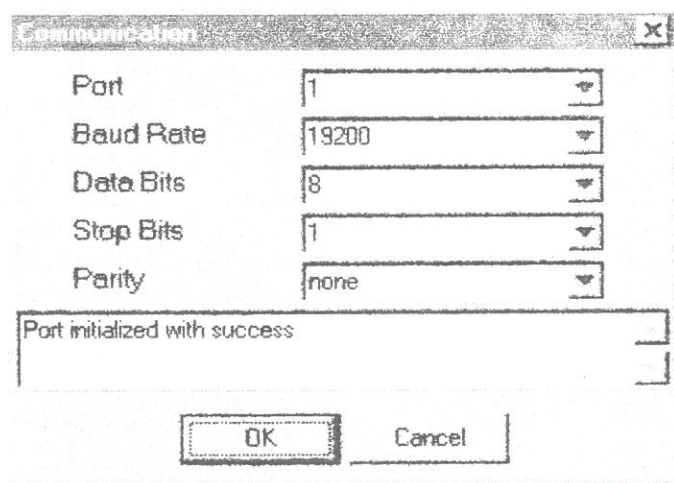 Communication
Port 1
Baud Rate 19200
Data Bits 8
Stop Bits 1
Parity none
Port initialized with success
OK Cancel